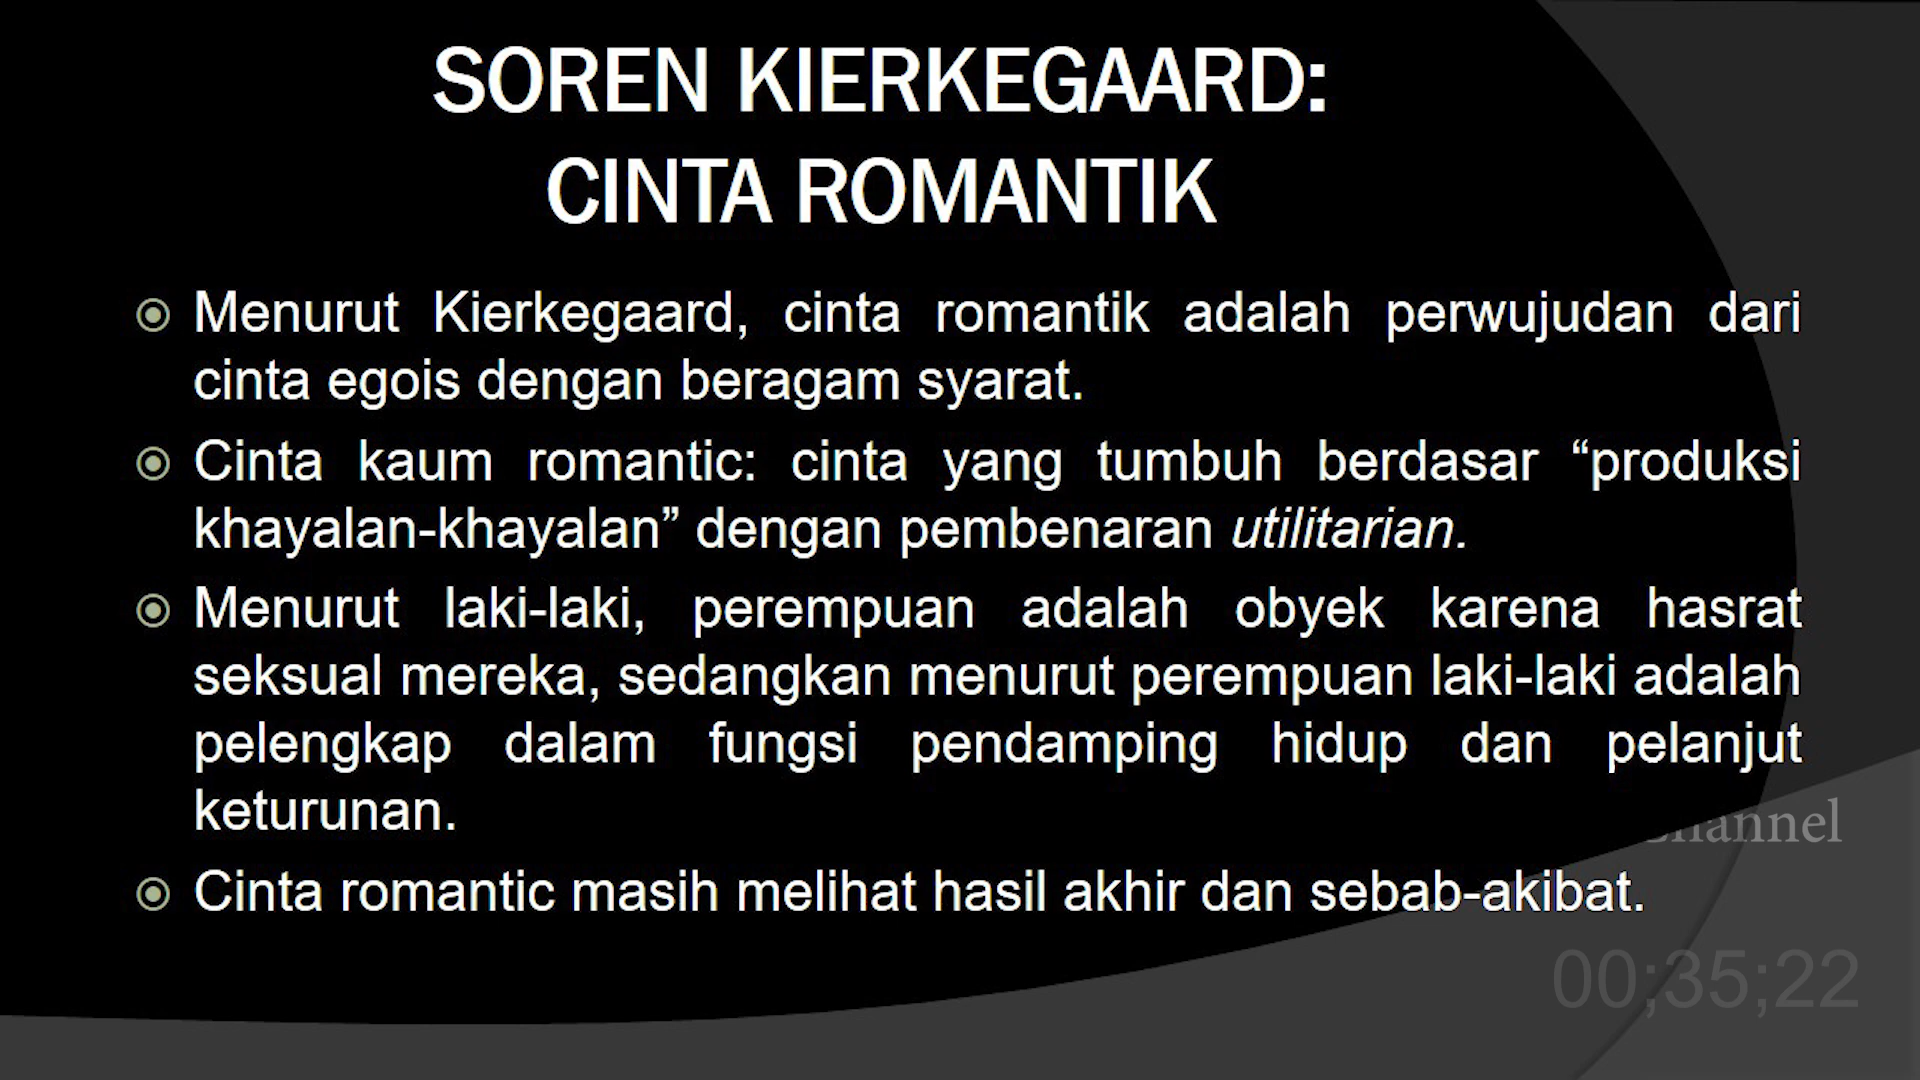 SOREN KIERKEGAARD:
CINTA ROMANTIK
Menurut Kierkegaard, cinta romantik adalah perwujudan dari
cinta egois dengan beragam syarat.
Cinta kaum romantic: cinta yang tumbuh berdasar “produksi
khayalan-khayalan” dengan pembenaran utilitarian.
Menurut laki-laki, perempuan adalah obyek karena hasrat
seksual mereka, sedangkan menurut perempuan laki-laki adalah
pelengkap dalam fungsi pendamping hidup dan pelanjut
keturunan.
Channel
Cinta romantic masih melihat hasil akhir dan sebab-akibat.
00;35;22